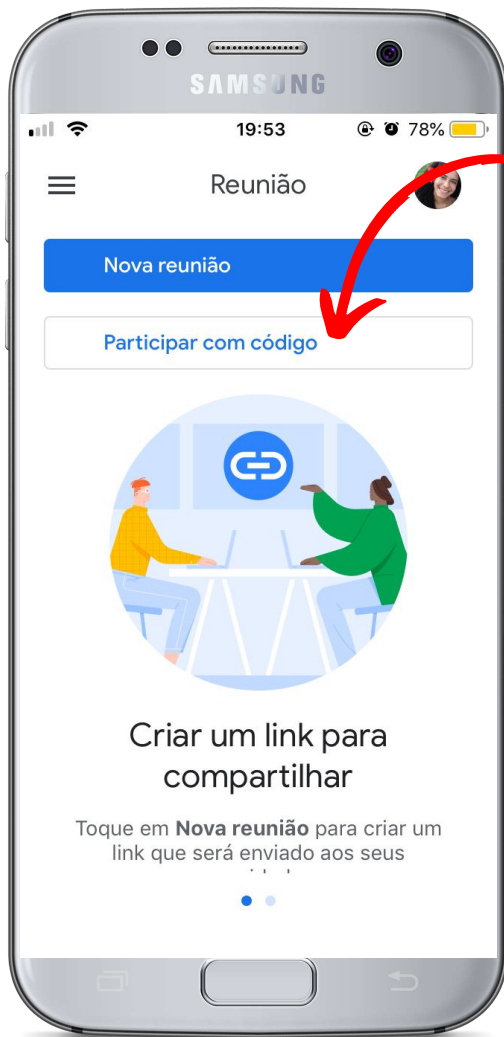 SAMSUNG
19:53
78%
Reunião
Nova reunião
Participar com código
Criar um link para
compartilhar
Toque em Nova reunião para criar um
link que será enviado aos seus